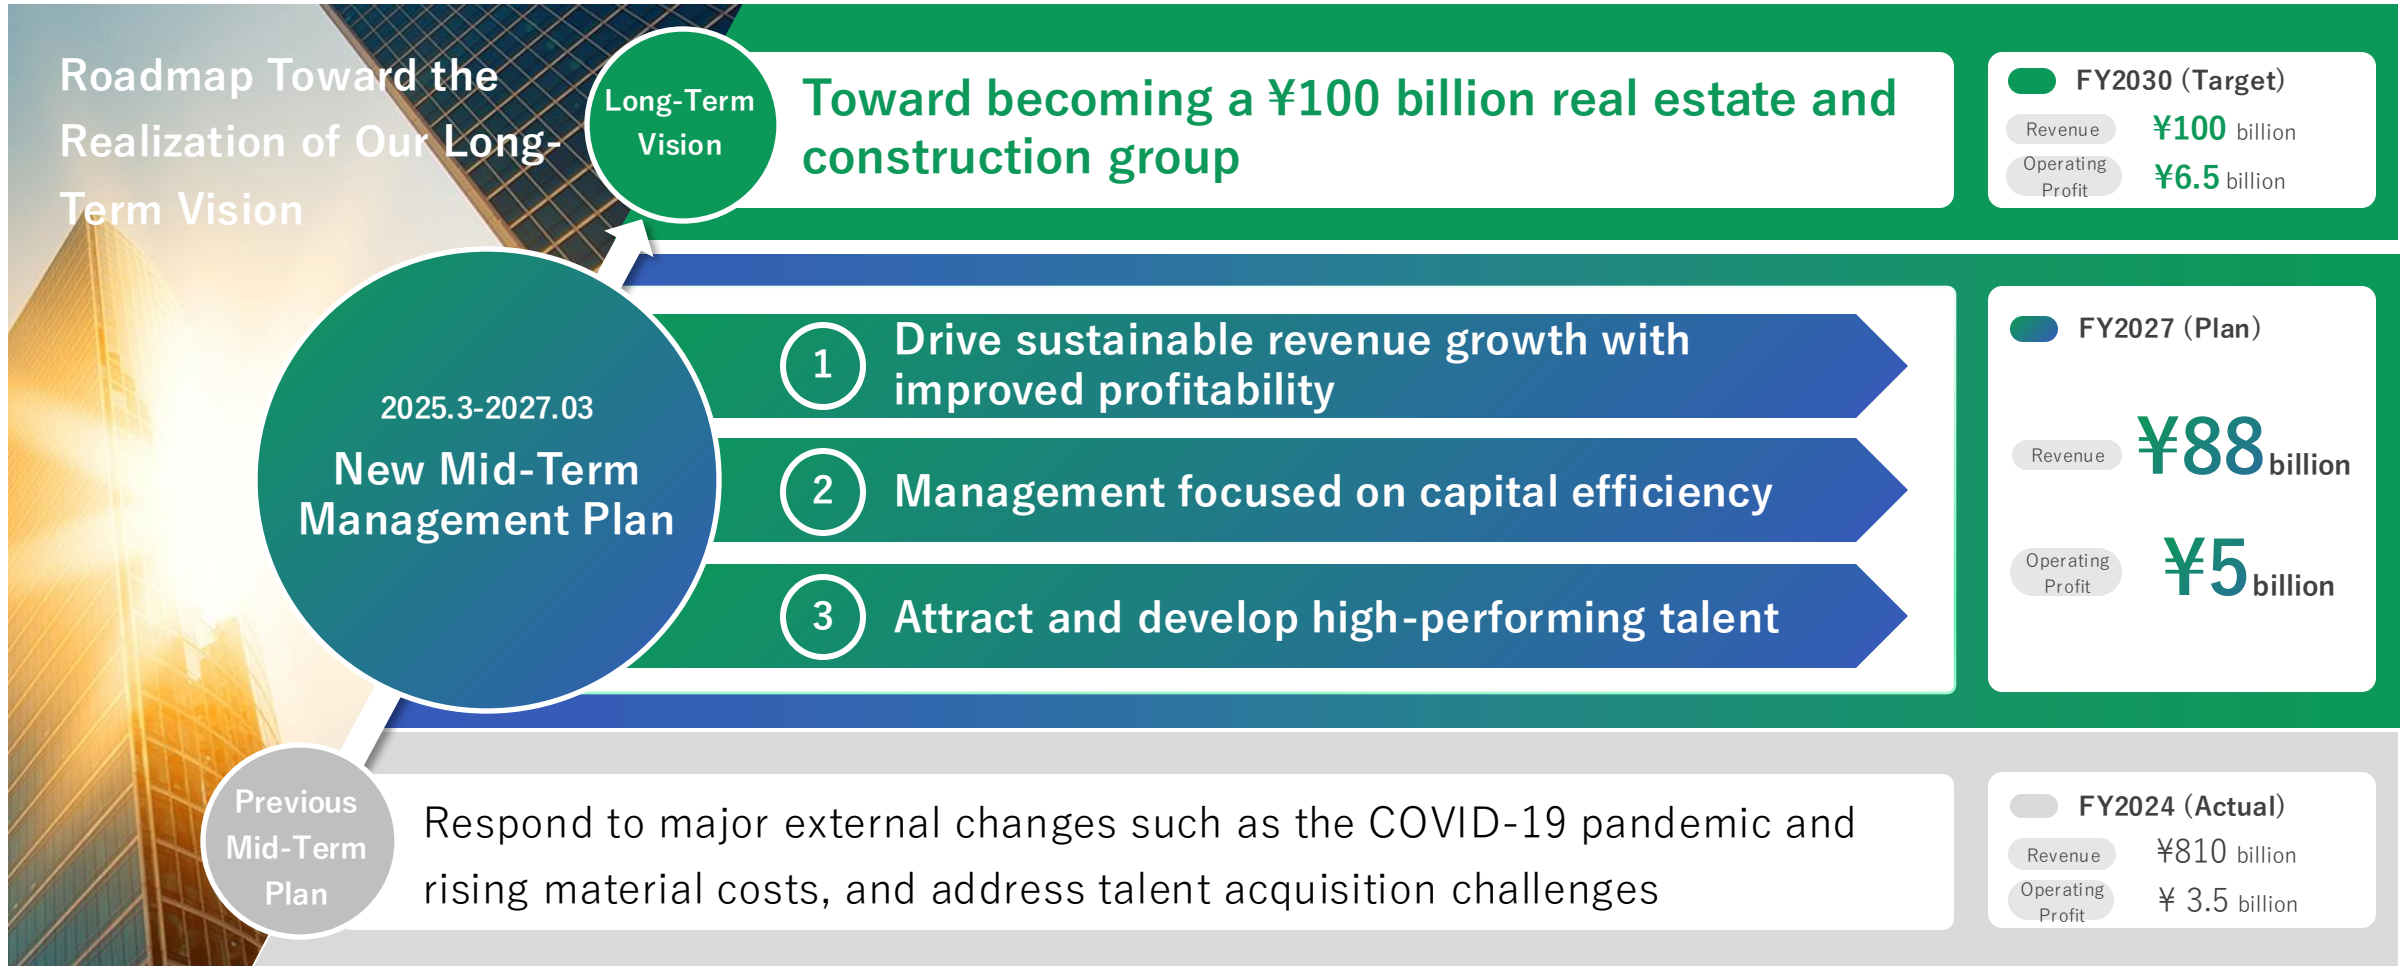 Roadmap Toward the
Realization of Our Long-
Term Vision
Long-Term
Vision
Toward becoming a ¥100 billion real estate and
construction group
FY2030 (Target)
Revenue ¥100 billion
Operating
Profit
¥6.5 billion
2025.3-2027.03
New Mid-Term
Management Plan
1
Drive sustainable revenue growth with
improved profitability
2 Management focused on capital efficiency
3 Attract and develop high-performing talent
FY2027 (Plan)
Revenue ¥88 billion
Operating
Profit
¥5 billion
Previous
Mid-Term
Plan
Respond to major external changes such as the COVID-19 pandemic and
rising material costs, and address talent acquisition challenges
FY2024 (Actual)
Revenue ¥810 billion
Operating
Profit
¥ 3.5 billion